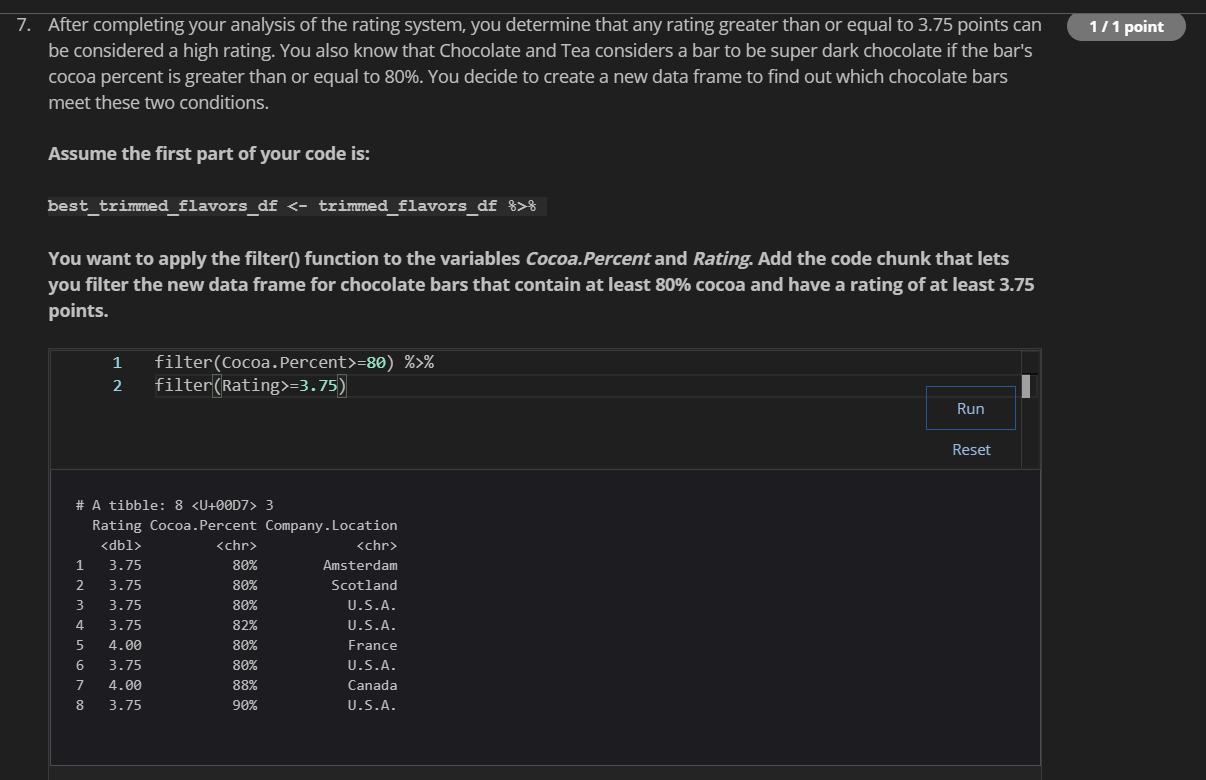 7. After completing your analysis of the rating system, you determine that any rating greater than or equal to 3.75 points can
1 / 1 point
be considered a high rating. You also know that Chocolate and Tea considers a bar to be super dark chocolate if the bar's
cocoa percent is greater than or equal to 80%. You decide to create a new data frame to find out which chocolate bars
meet these two conditions.
Assume the first part of your code is:
best_trimmed_flavors_df <- trimmed_flavors_df %>%
You want to apply the filter() function to the variables Cocoa.Percent and Rating. Add the code chunk that lets
you filter the new data frame for chocolate bars that contain at least 80% cocoa and have a rating of at least 3.75
points.
1 filter(Cocoa.Percent>=80) %>%
2 filter(Rating>=3.75)
Run
Reset
# A tibble: 8 <U+00D7> 3
Rating Cocoa.Percent Company.Location
<dbl> <chr> <chr>
1 3.75 80% Amsterdam
2 3.75 80% Scotland
3 3.75 80% U.S.A.
4 3.75 82% U.S.A.
5 4.00 80% France
6 3.75 80% U.S.A.
7 4.00 88% Canada
8 3.75 90% U.S.A.